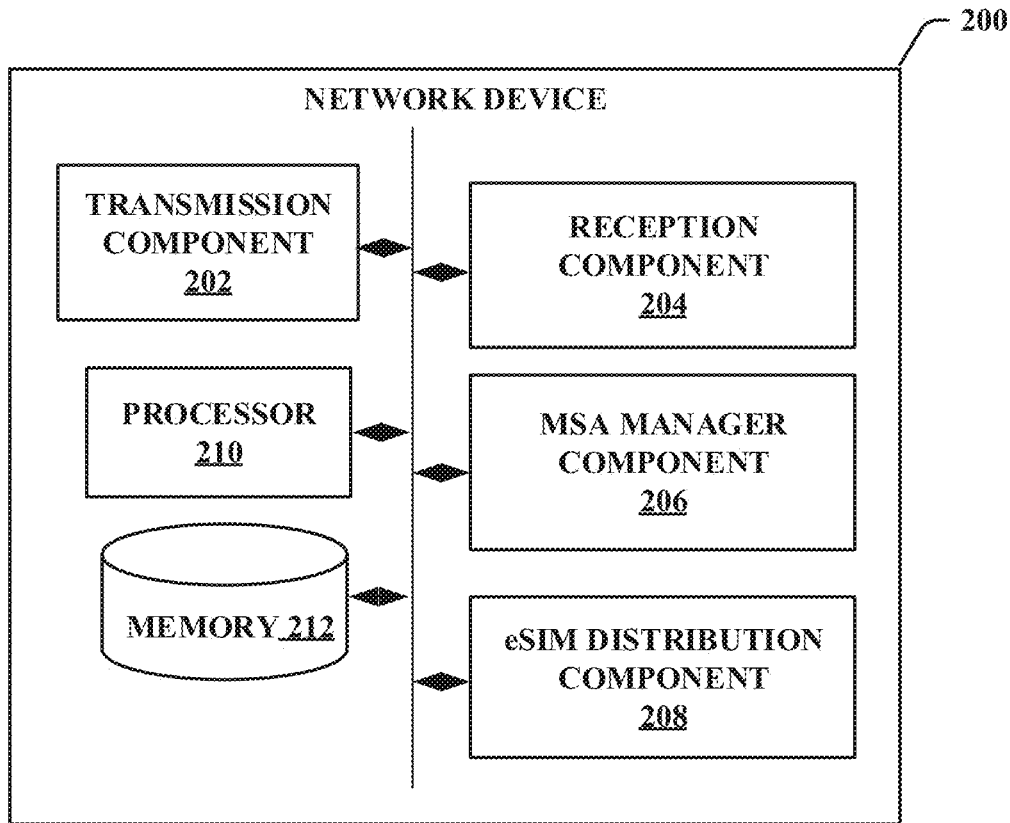 200
NETWORK DEVICE
TRANSMISSION
COMPONENT
202
RECEPTION
COMPONENT
204
PROCESSOR
210
MSA MANAGER
COMPONENT
206
MEMORY 212
eSIM DISTRIBUTION
COMPONENT
208